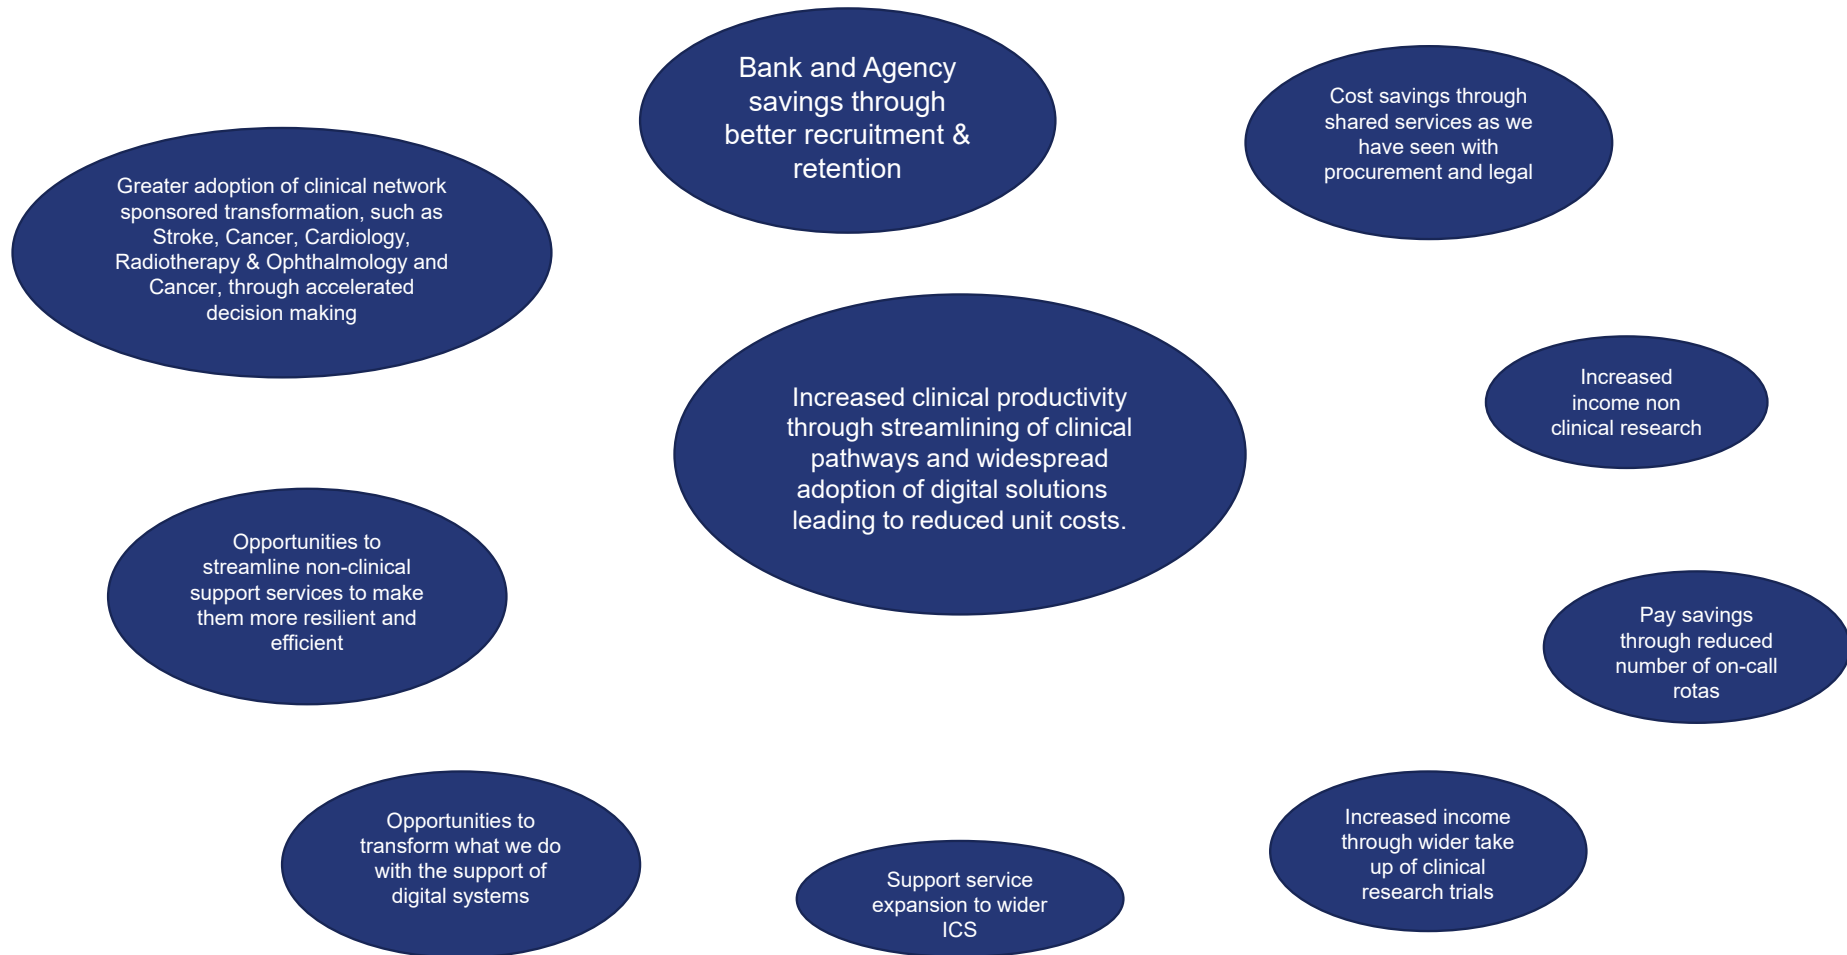 Bank and Agency
savings through
better recruitment &
retention
Cost savings through
shared services as we
have seen with
procurement and legal
Greater adoption of clinical network
sponsored transformation, such as
Stroke, Cancer, Cardiology,
Radiotherapy & Ophthalmology and
Cancer, through accelerated
decision making
Increased clinical productivity
through streamlining of clinical
pathways and widespread
adoption of digital solutions
leading to reduced unit costs.
Increased
income non
clinical research
Opportunities to
streamline non-clinical
support services to make
them more resilient and
efficient
Pay savings
through reduced
number of on-call
rotas
Opportunities to
transform what we do
with the support of
digital systems
Support service
expansion to wider
ICS
Increased income
through wider take
up of clinical
research trials